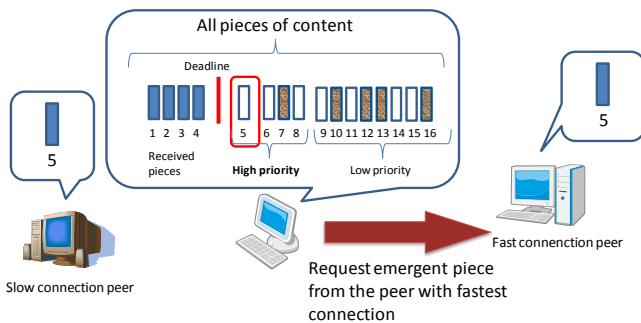 All pieces of content
Deadline
1 2 3 4 5 6 7 8 9 10 11 12 13 14 15 16
Received
pieces
High priority
Low priority
5
5
Slow connection peer
Fast connenction peer
Request emergent piece
from the peer with fastest
connection